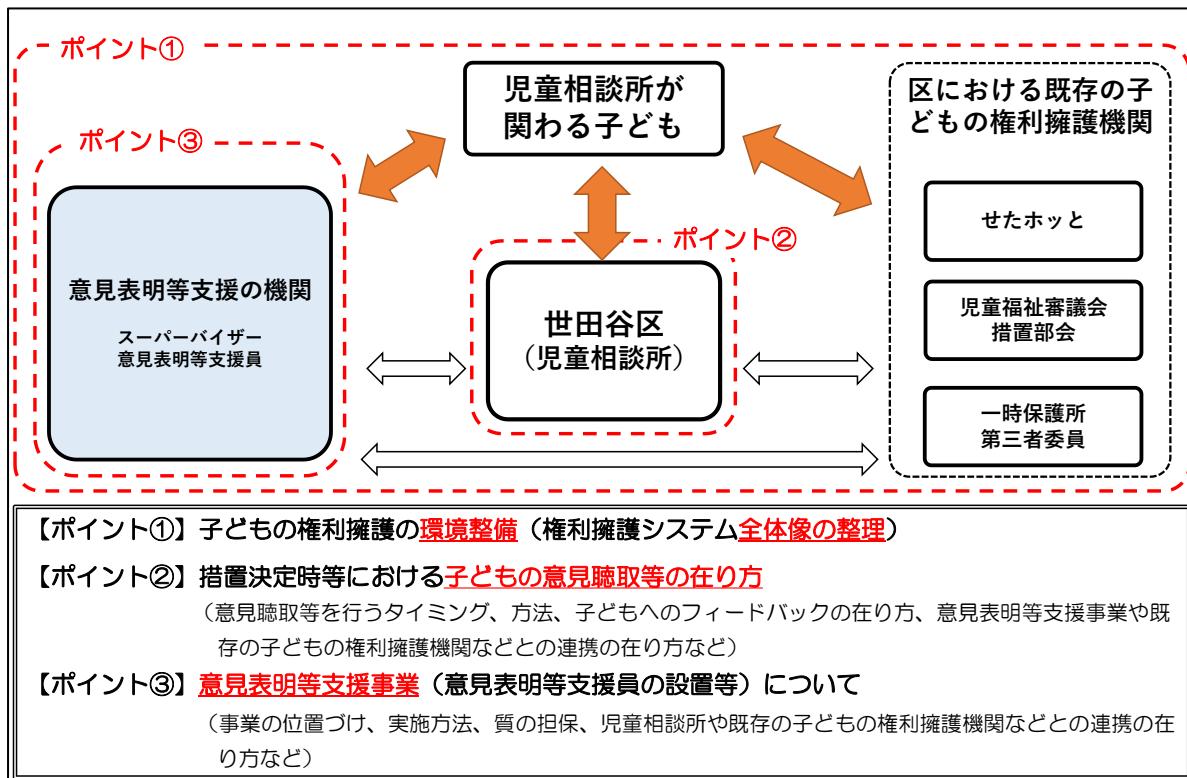 ポイント①
児童相談所が
関わる子ども
区における既存の子
どもの権利擁護機関
ポイント③
せたホッと
ポイント②
意見表明等支援の機関
スーパーバイザー
意見表明等支援員
世田谷区
（児童相談所）
児童福祉審議会
措置部会
一時保護所
第三者委員
【ポイント①】子どもの権利擁護の環境整備（権利擁護システム全体像の整理）
【ポイント②】措置決定時等における子どもの意見聴取等の在り方
（意見聴取等を行うタイミング、方法、子どもへのフィードバックの在り方、意見表明等支援事業や既
存の子どもの権利擁護機関などとの連携の在り方など）
【ポイント③】意見表明等支援事業（意見表明等支援員の設置等）について
（事業の位置づけ、実施方法、質の担保、児童相談所や既存の子どもの権利擁護機関などとの連携の在
り方など）